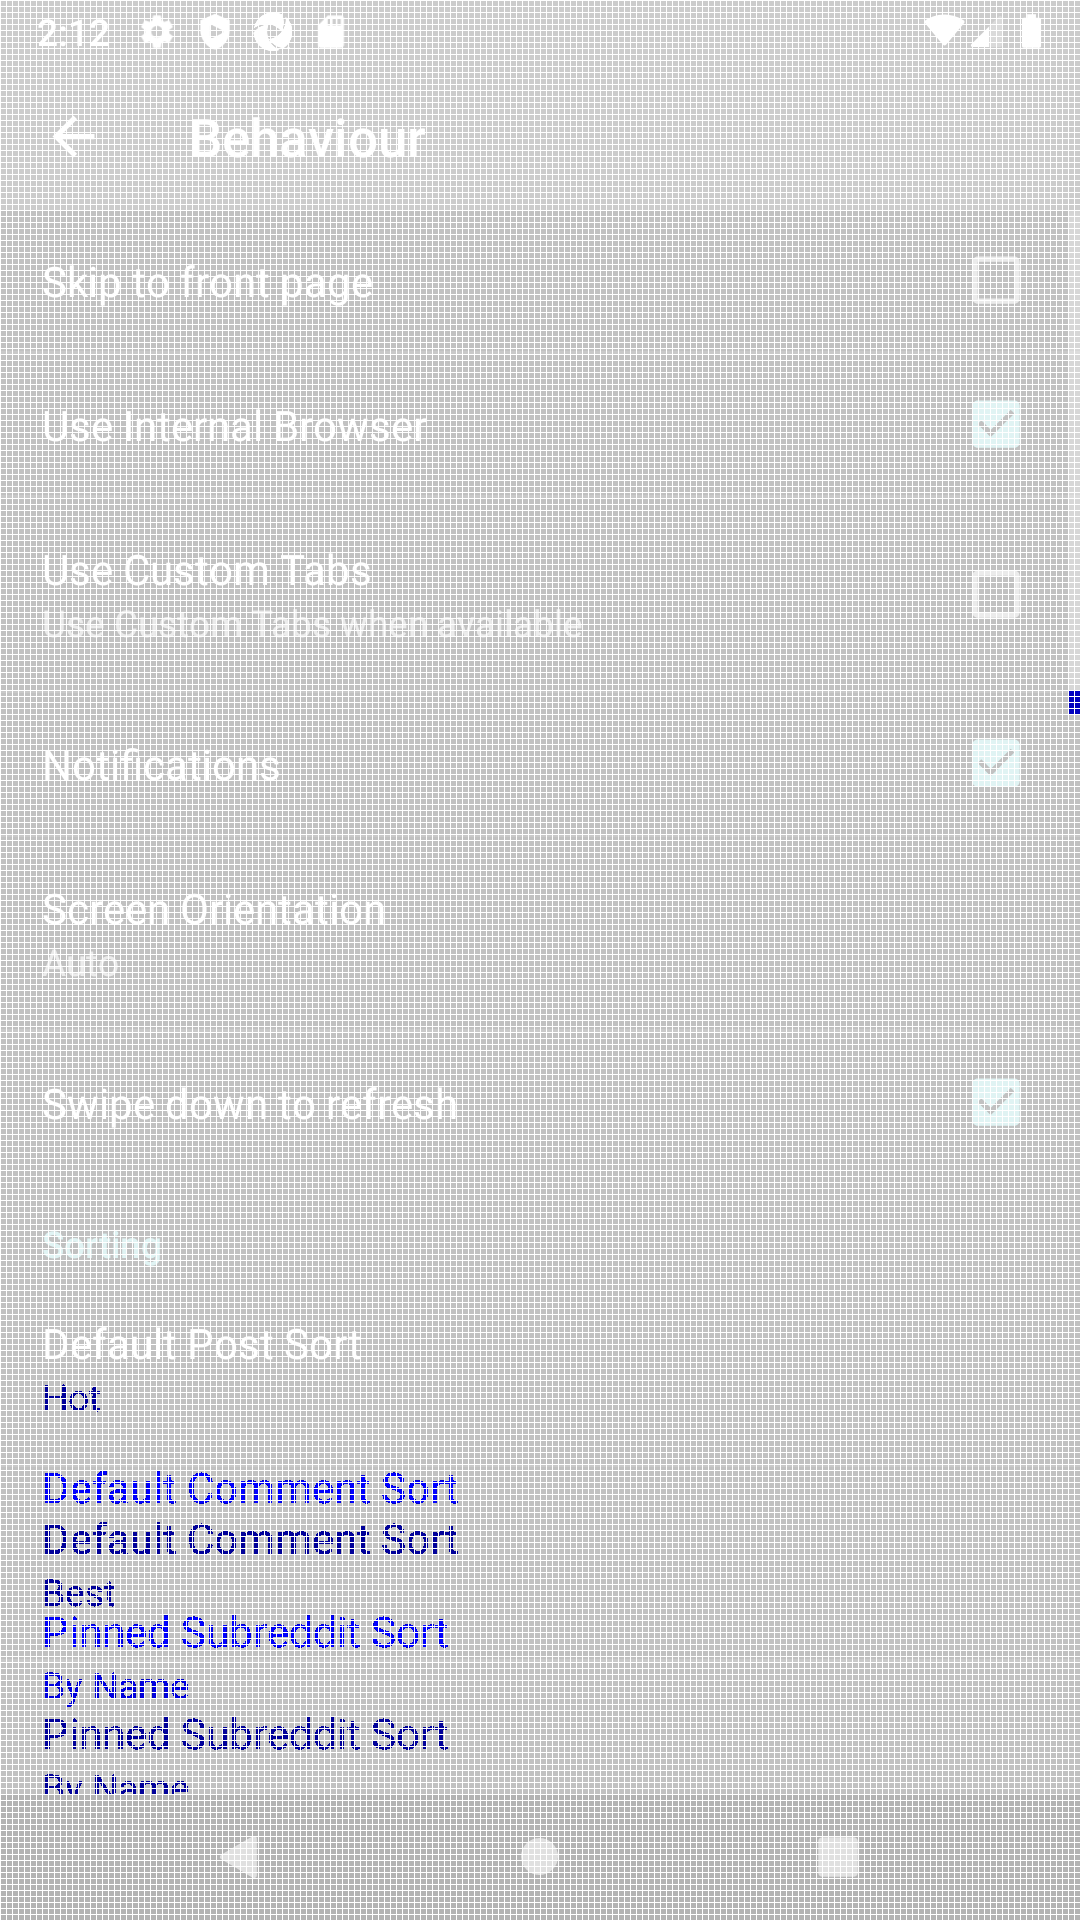 2:12
Behaviour
Skip to front page
Use Internal Browser
Use Custom Tabs
Use Custom Tabs when available
Notifications
Screen Orientation
Auto
Swipe down to refresh
Sorting
Default Post Sort
Hot
Default Comment Sort
Default Comment Sort
Best
Pinned Subreddit Sort
By Name
Pinned Subreddit Sort
By Name